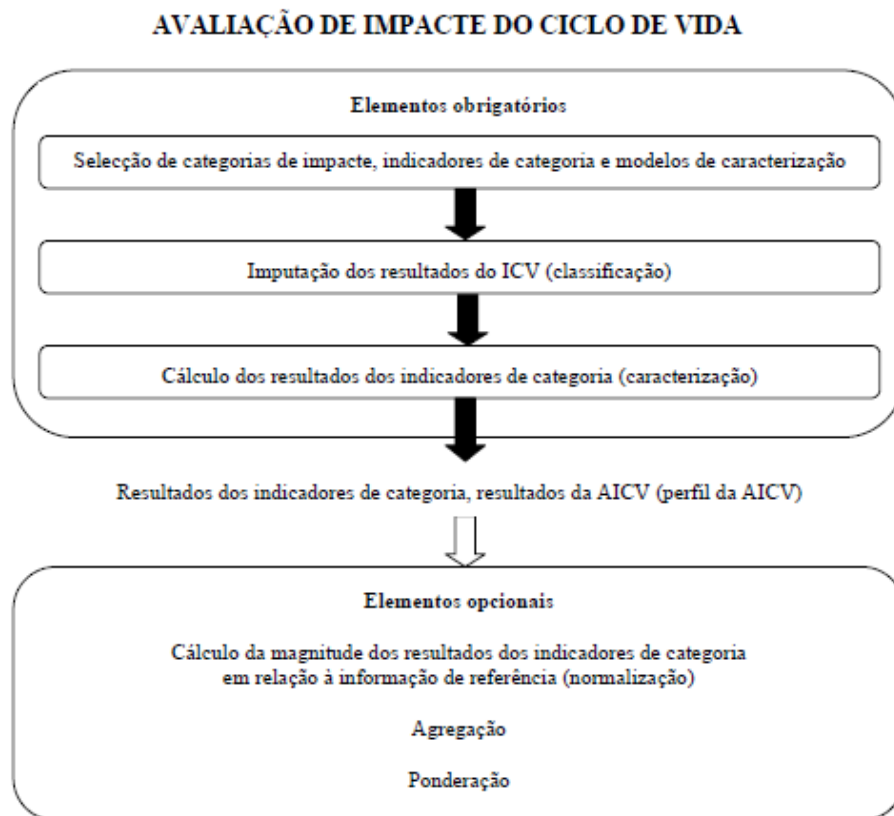 AVALIAÇÃO DE IMPACTE DO CICLO DE VIDA
Elementos obrigatórios
Selecção de categorias de impacte, indicadores de categoria e modelos de caracterização
Imputação dos resultados do ICV (classificação)
Cálculo dos resultados dos indicadores de categoria (caracterização)
Resultados dos indicadores de categoria, resultados da AICV (perfil da AICV)
Elementos opcionais
Cálculo da magnitude dos resultados dos indicadores de categoria
em relação à informação de referência (normalização)
Agregação
Ponderação